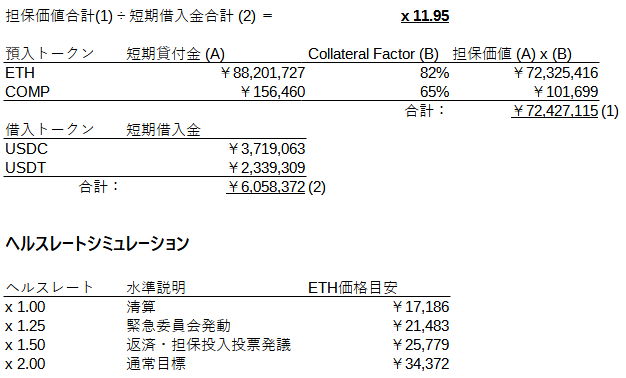 担保価値合計(1) ÷ 短期借入金合計 (2) ＝ x 11.95
預入トークン 短期貸付金 (A) Collateral Factor (B) 担保価値 (A) x (B)
ETH ￥88,201,727 82% ￥72,325,416
COMP ￥156,460 65% ￥101,699
合計： ￥72,427,115 (1)
借入トークン 短期借入金
USDC ￥3,719,063
USDT ￥2,339,309
合計： ￥6,058,372 (2)
ヘルスレートシミュレーション
ヘルスレート 水準説明 ETH価格目安
x 1.00 清算 ￥17,186
x 1.25 緊急委員会発動 ￥21,483
x 1.50 返済・担保投入投票発議 ￥25,779
x 2.00 通常目標 ￥34,372